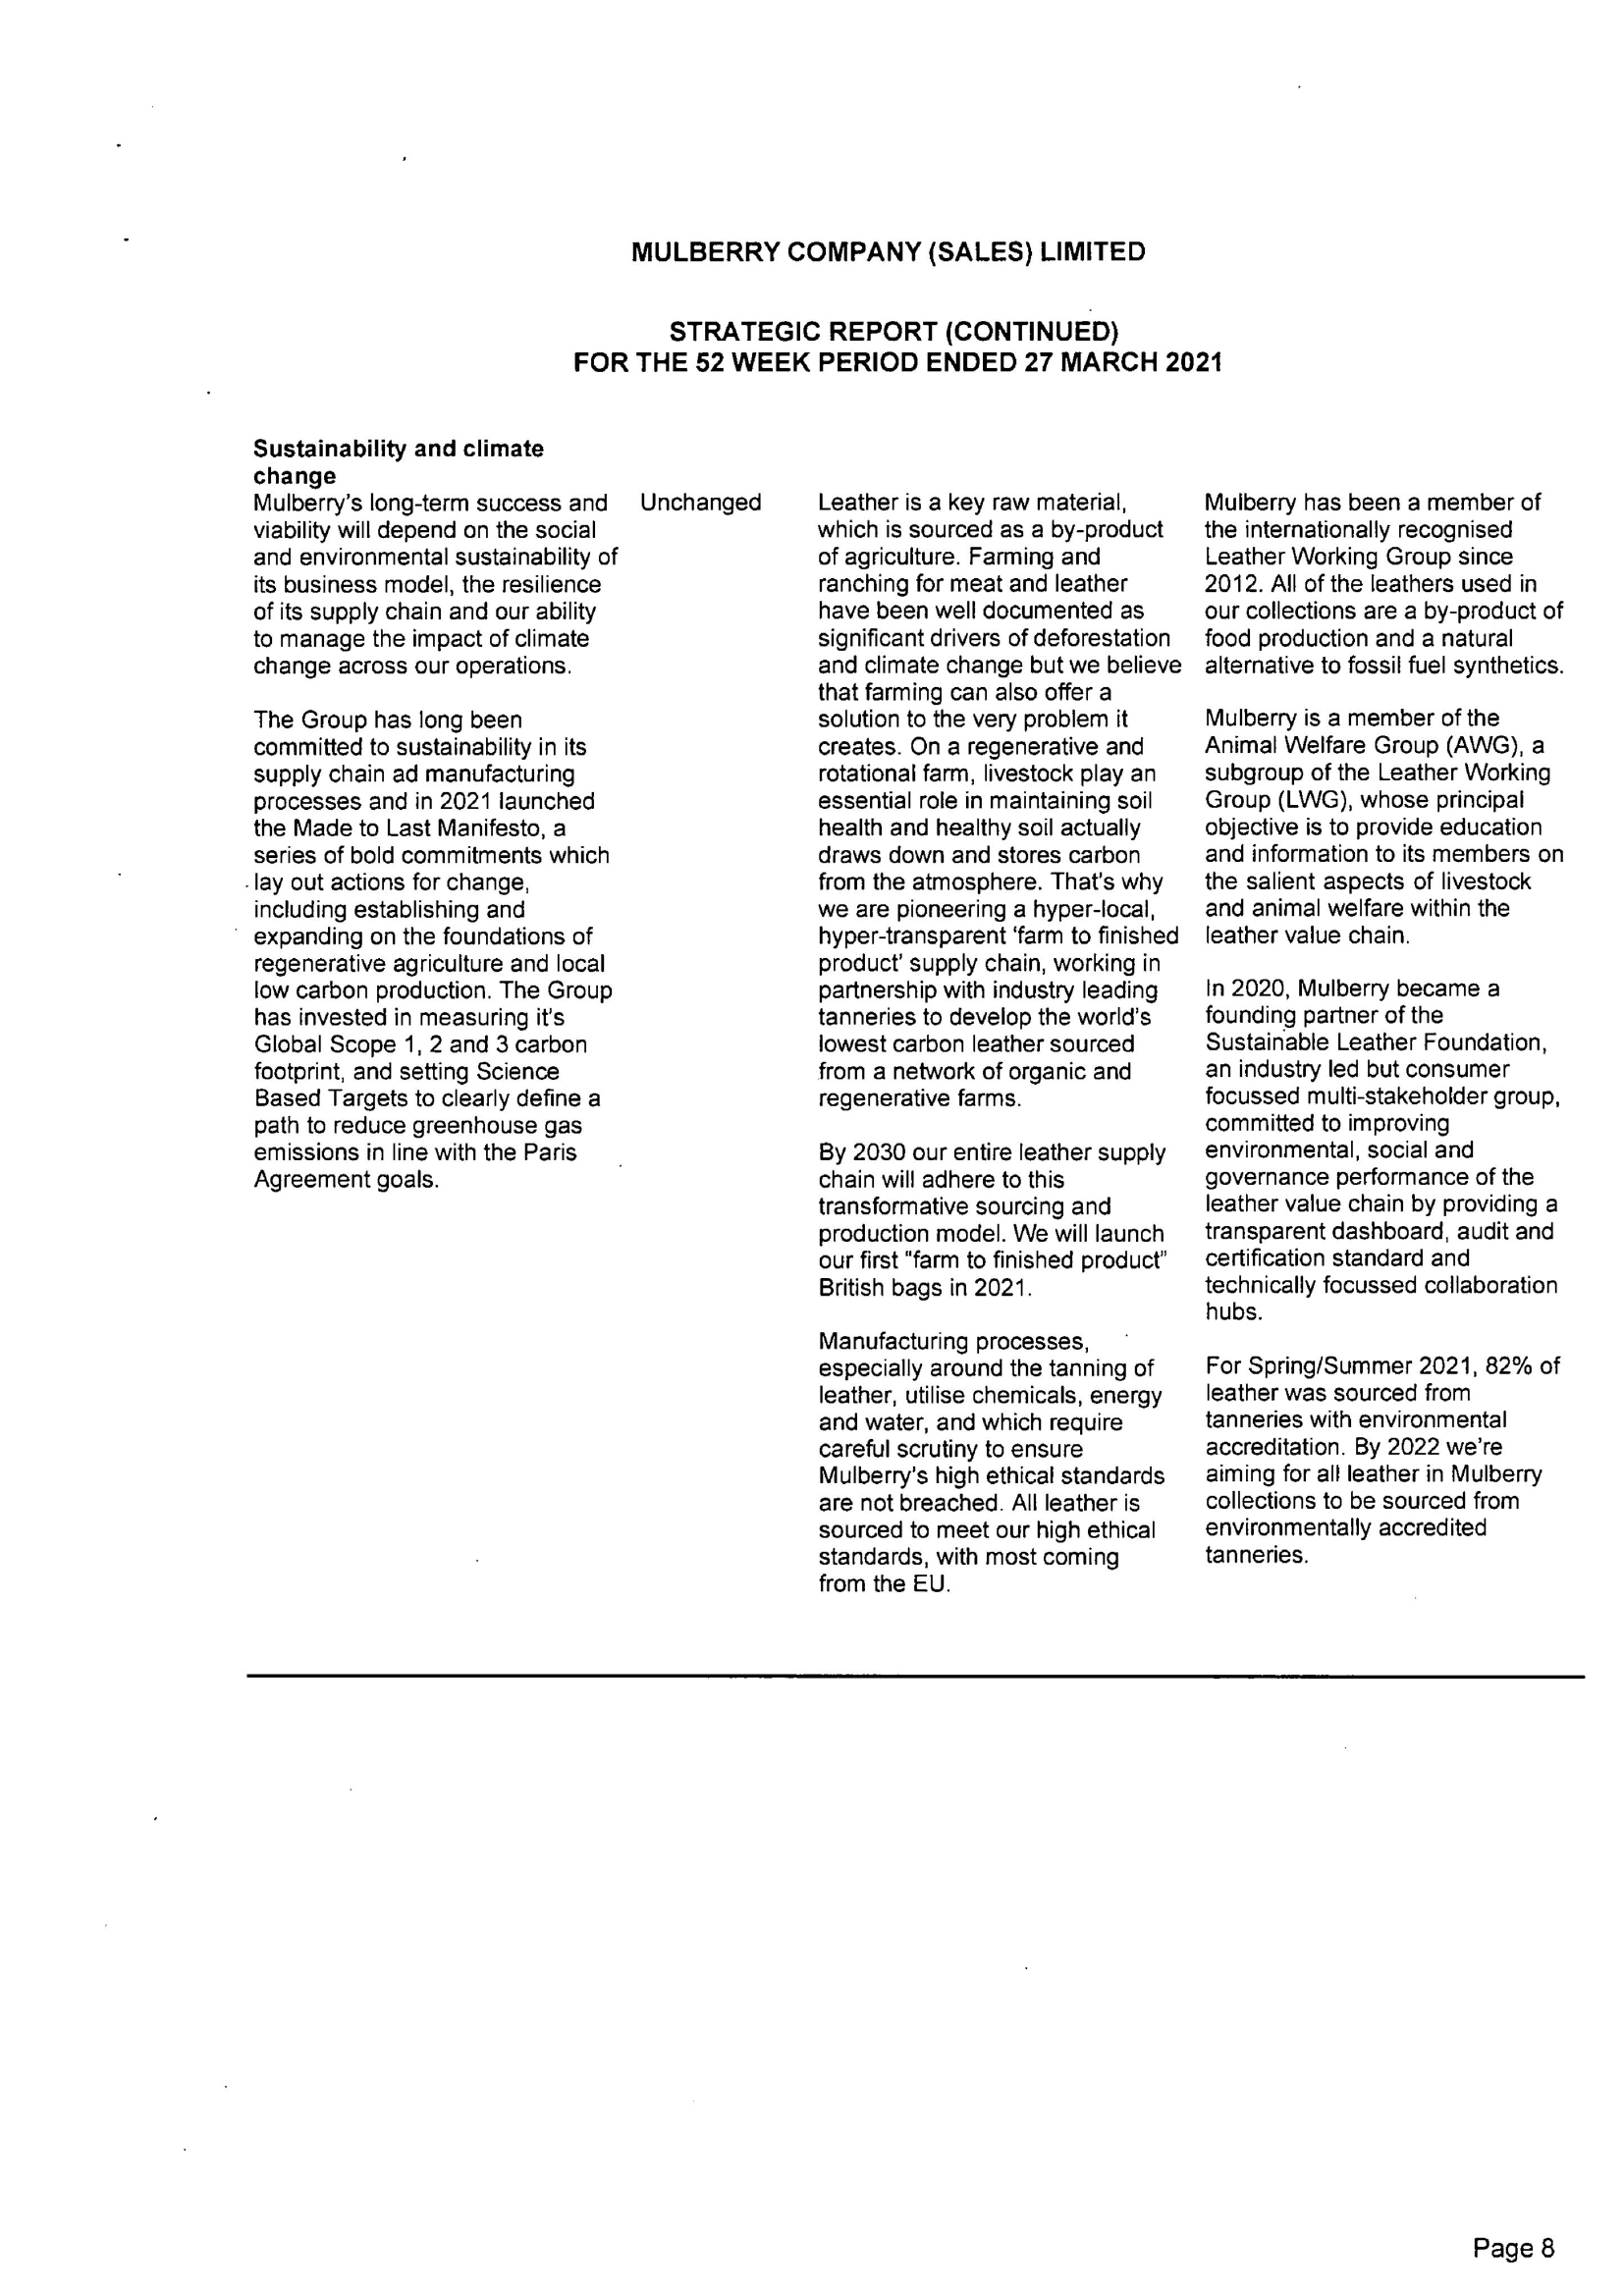 MULBERRY COMPANY (SALES) LIMITED
STRATEGIC REPORT (CONTINUED)
FOR THE 52 WEEK PERIOD ENDED 27 MARCH 2021
Sustainability and climate
change
Mulberry's long-term success and
viability will depend on the social
and environmental sustainability of
its business model, the resilience
of its supply chain and our ability
to manage the impact of climate
change across our operations.
The Group has long been
committed to sustainability in its
supply chain ad manufacturing
processes and in 2021 launched
the Made to Last Manifesto, a
series of bold commitments which
lay out actions for change,
including establishing and
expanding on the foundations of
regenerative agriculture and local
low carbon production. The Group
has invested in measuring it's
Global Scope 1, 2 and 3 carbon
footprint, and setting Science
Based Targets to clearly define a
path to reduce greenhouse gas
emissions in line with the Paris
Agreement goals.
Unchanged
Leather is a key raw material,
which is sourced as a by-product
of agriculture. Farming and
ranching for meat and leather
have been well documented as
significant drivers of deforestation
and climate change but we believe
that farming can also offer a
solution to the very problem it
creates. On a regenerative and
rotational farm, livestock play an
essential role in maintaining soil
health and healthy soil actually
draws down and stores carbon
from the atmosphere. That's why
we are pioneering a hyper-local,
hyper-transparent 'farm to finished
product' supply chain, working in
partnership with industry leading
tanneries to develop the world's
lowest carbon leather sourced
from a network of organic and
regenerative farms.
By 2030 our entire leather supply
chain will adhere to this
transformative sourcing and
production model. We will launch
our first "farm to finished product"
British bags in 2021.
Manufacturing processes,
especially around the tanning of
leather, utilise chemicals, energy
and water, and which require
careful scrutiny to ensure
Mulberry's high ethical standards
are not breached. All leather is
sourced to meet our high ethical
standards, with most coming
from the EU.
Mulberry has been a member of
the internationally recognised
Leather Working Group since
2012. All of the leathers used in
our collections are a by-product of
food production and a natural
alternative to fossil fuel synthetics.
Mulberry is a member of the
Animal Welfare Group (AWG), a
subgroup of the Leather Working
Group (LWG), whose principal
objective is to provide education
and information to its members on
the salient aspects of livestock
and animal welfare within the
leather value chain.
In 2020, Mulberry became a
founding partner of the
Sustainable Leather Foundation,
an industry led but consumer
focussed multi-stakeholder group,
committed to improving
environmental, social and
governance performance of the
leather value chain by providing a
transparent dashboard, audit and
certification standard and
technically focussed collaboration
hubs.
For Spring/Summer 2021, 82% of
leather was sourced from
tanneries with environmental
accreditation. By 2022 we're
aiming for all leather in Mulberry
collections to be sourced from
environmentally accredited
tanneries.
Page 8